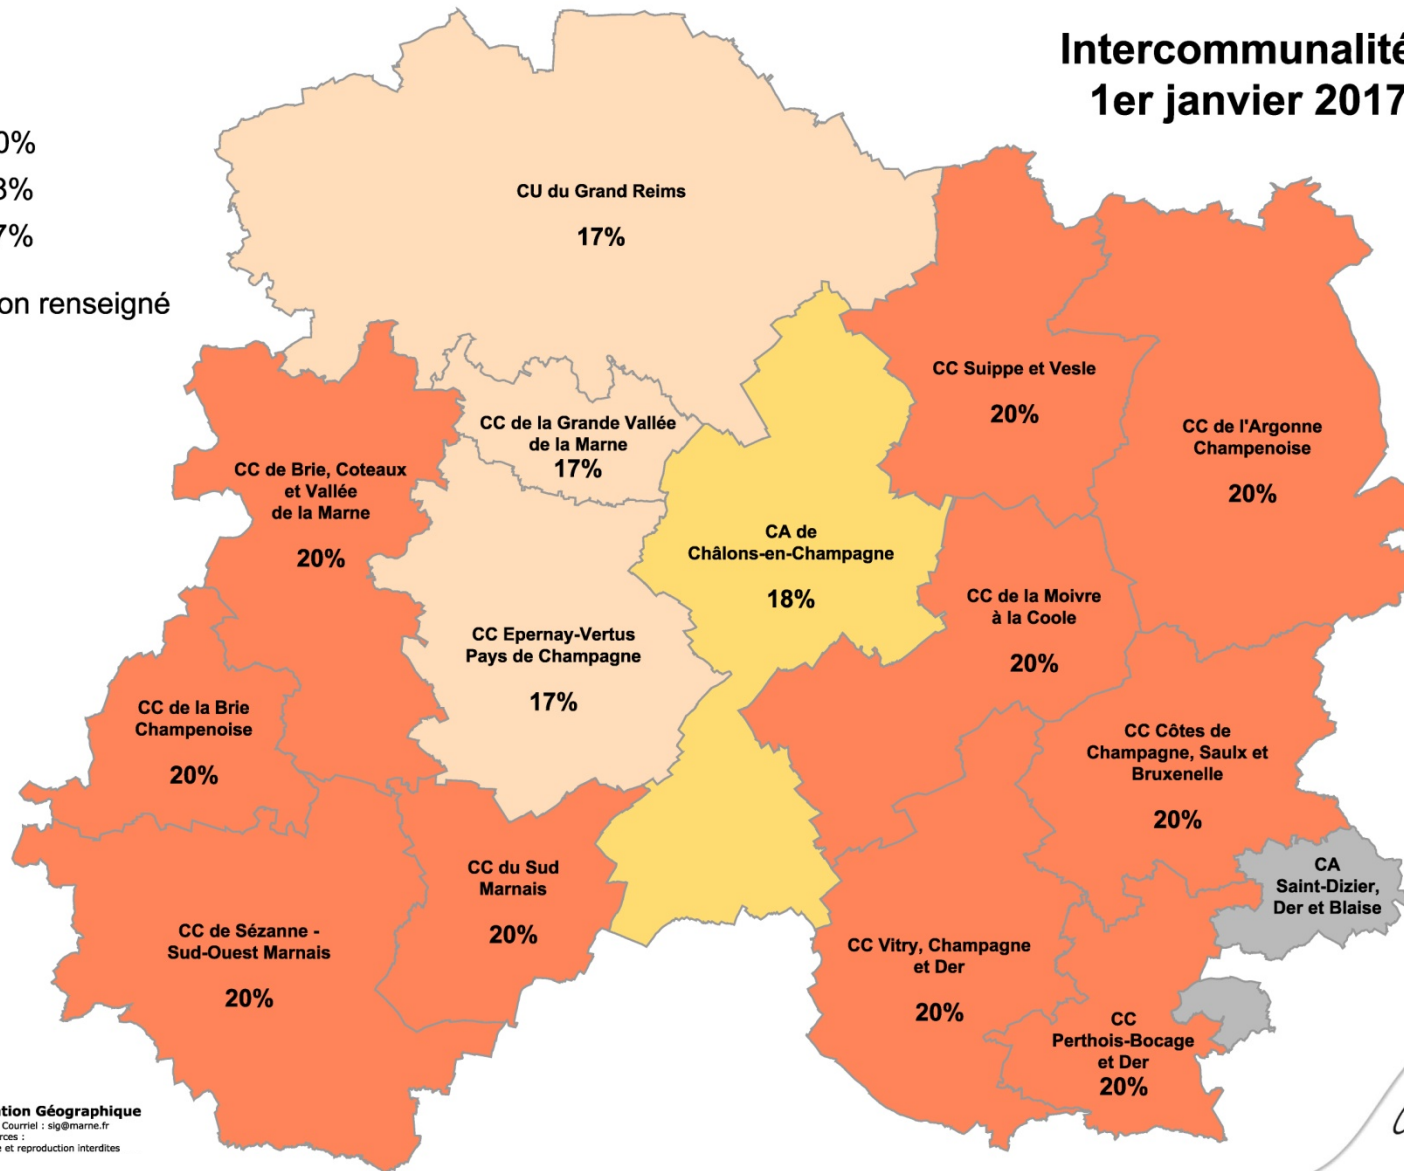 Intercommunalité
1er janvier 2017
0%
8%
7%
on renseigné
CU du Grand Reims
17%
CC Suippe et Vesle
20%
CC de l'Argonne
Champenoise
20%
CC de la Grande Vallée
de la Marne
17%
CC de Brie, Coteaux
et Vallée
de la Marne
20%
CA de
Châlons-en-Champagne
18%
CC de la Moivre
à la Coole
20%
CC Epernay-Vertus
Pays de Champagne
17%
CC de la Brie
Champenoise
20%
CC Côtes de
Champagne, Saulx et
Bruxenelle
20%
CC du Sud
Marnais
20%
CA
Saint-Dizier,
Der et Blaise
CC de Sézanne -
Sud-Ouest Marnais
20%
CC Vitry, Champagne
et Der
20%
CC
Perthois-Bocage
et Der
20%
ation Géographique
Courriel : sig@marne.fr
rces :
e et reproduction interdites